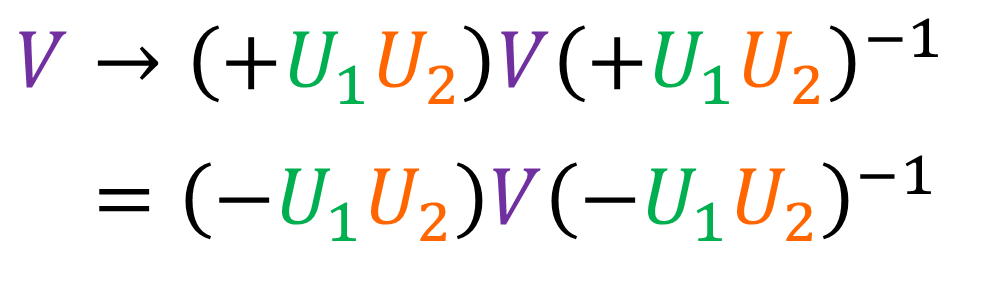 V → (+U₁U₂)V(+U₁U₂)⁻¹
= (−U₁U₂)V(−U₁U₂)⁻¹